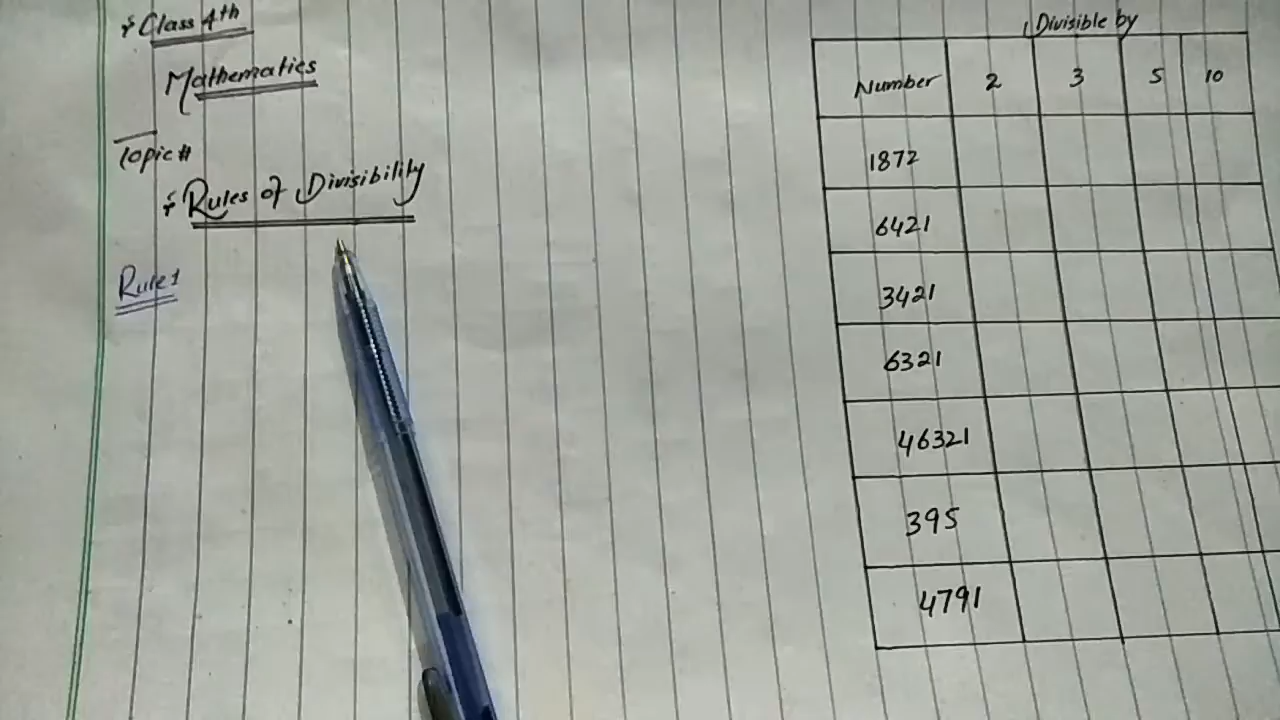 Class 4th
Mathematics
Topic #
Rules of Divisibility
Rule 1
Divisible by
Number 2 3 5 10
1872
6421
3421
6321
46321
395
4791